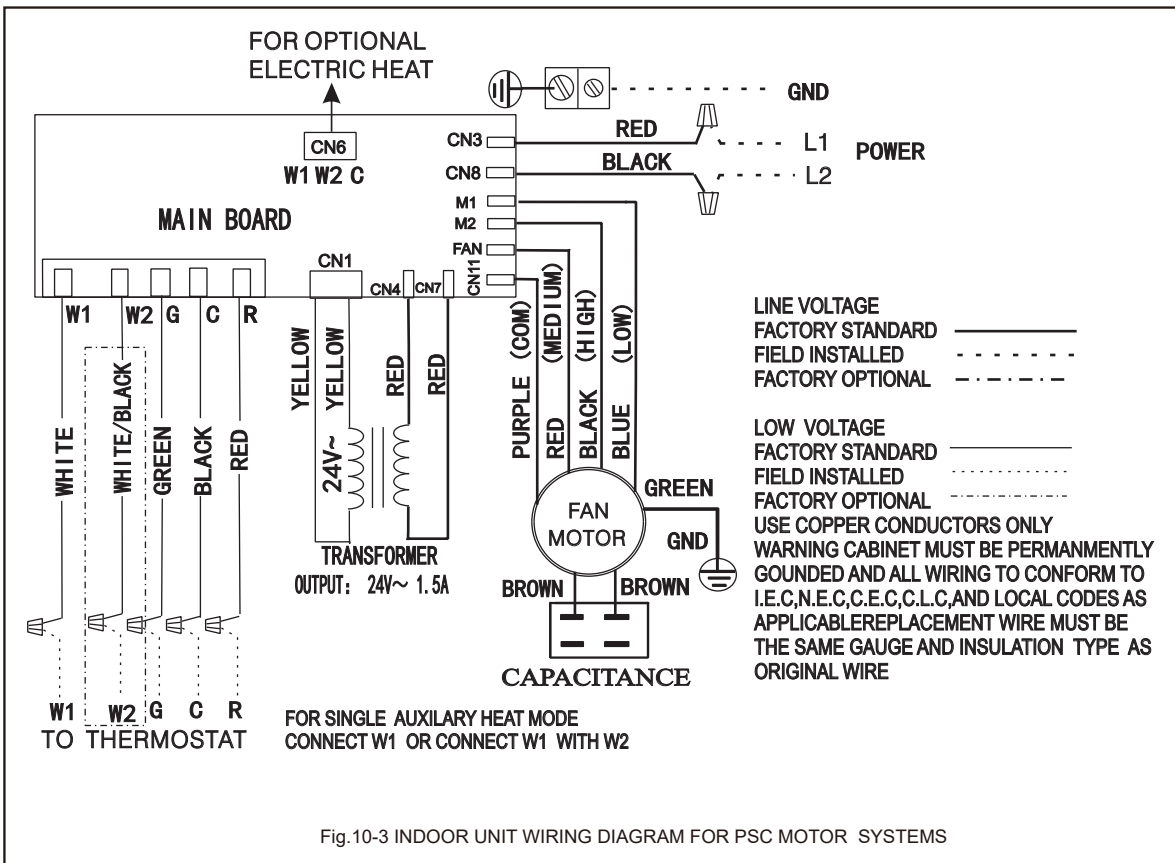 FOR OPTIONAL
ELECTRIC HEAT
CN6
W1 W2 C
MAIN BOARD
CN3
CN8
M1
M2
FAN
CN11
CN1
CN4
CN7
RED
BLACK
GND
L1
L2
POWER
W1
W2
G
C
R
WHITE
WHITE/BLACK
GREEN
BLACK
RED
YELLOW
YELLOW
24V~
RED
RED
TRANSFORMER
OUTPUT: 24V~ 1.5A
PURPLE (COM)
RED (MEDIUM)
BLACK (HIGH)
BLUE (LOW)
FAN
MOTOR
GREEN
GND
BROWN
BROWN
CAPACITANCE
LINE VOLTAGE
FACTORY STANDARD
FIELD INSTALLED
FACTORY OPTIONAL
LOW VOLTAGE
FACTORY STANDARD
FIELD INSTALLED
FACTORY OPTIONAL
USE COPPER CONDUCTORS ONLY
WARNING CABINET MUST BE PERMANMENTLY
GOUNDED AND ALL WIRING TO CONFORM TO
I.E.C,N.E.C,C.E.C,C.L.C,AND LOCAL CODES AS
APPLICABLEREPLACEMENT WIRE MUST BE
THE SAME GAUGE AND INSULATION TYPE AS
ORIGINAL WIRE
W1 W2 G C R
TO THERMOSTAT
FOR SINGLE AUXILARY HEAT MODE
CONNECT W1 OR CONNECT W1 WITH W2
Fig.10-3 INDOOR UNIT WIRING DIAGRAM FOR PSC MOTOR SYSTEMS